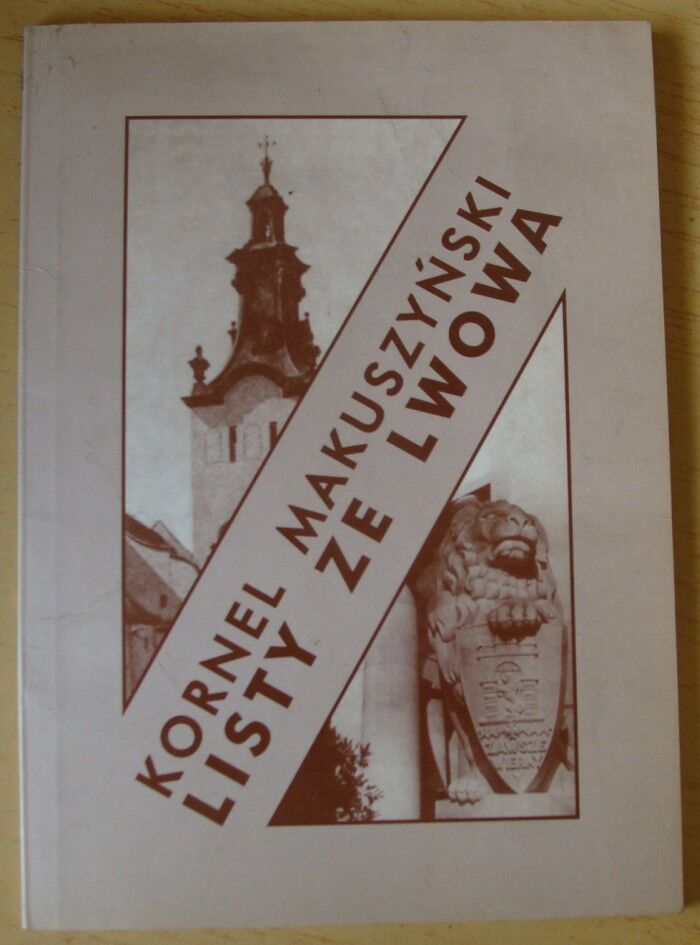 KORNEL MAKUSZYŃSKI
LISTY ZE LWOWA
ZAWSZE
WIERNY